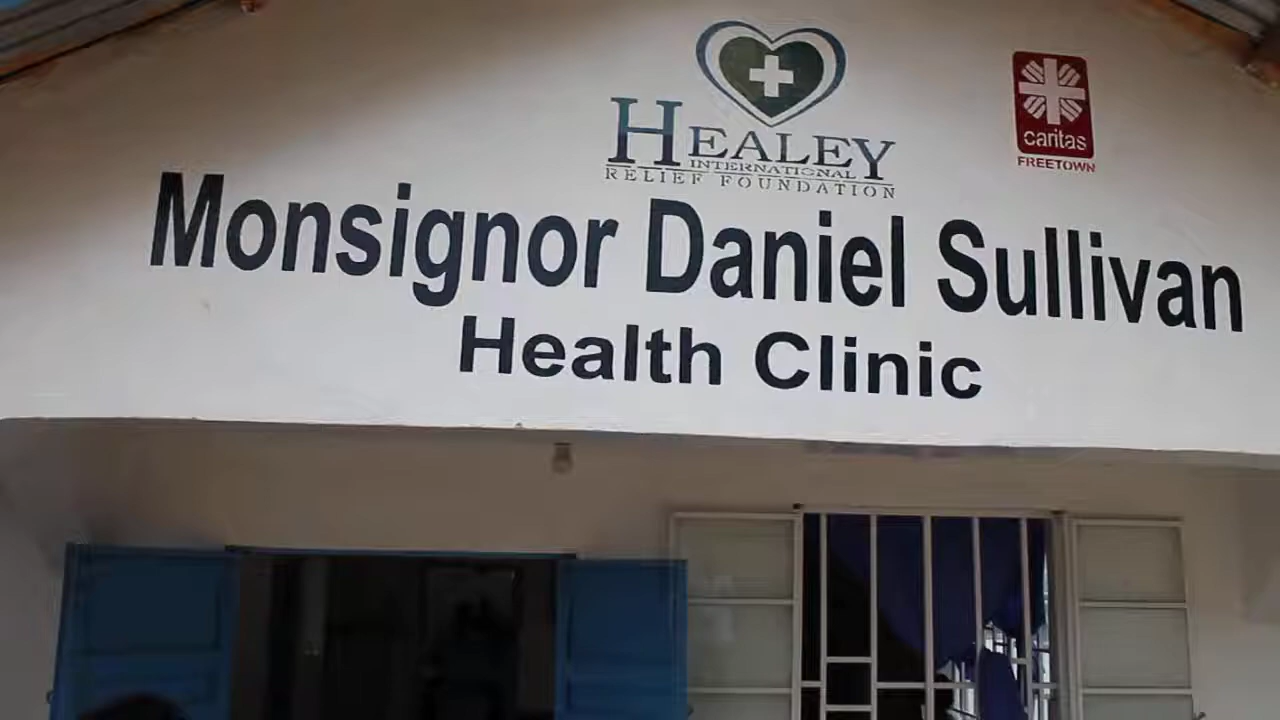 HEALEY
INTERNATIONAL
RELIEF FOUNDATION
caritas
FREETOWN
Monsignor Daniel Sullivan
Health Clinic